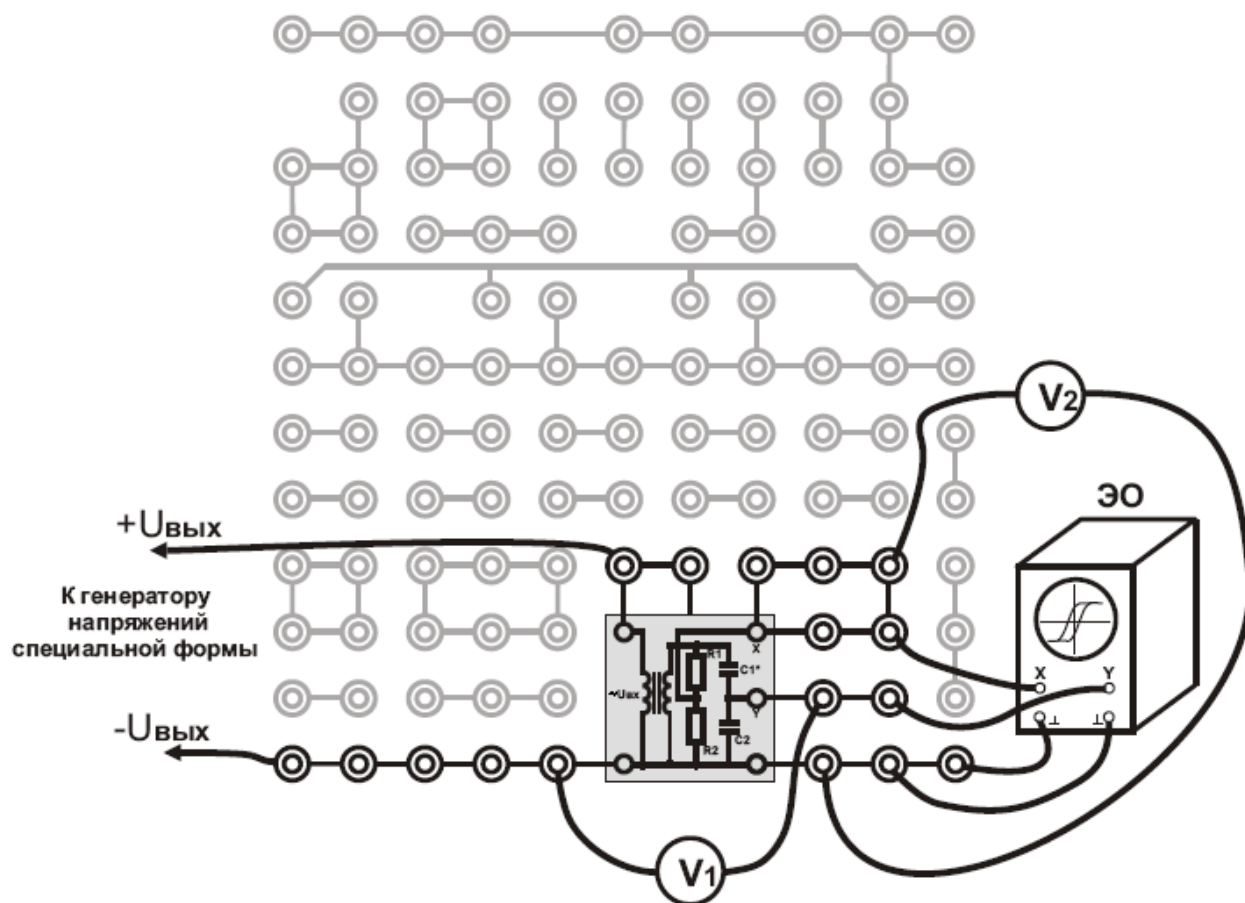 V2
ЭО
+Uвых
К генератору
напряжений
специальной формы
X
R1
C1*
X Y
~Uвх
Y
C2
R2
⊥ ⊥
-Uвых
V1